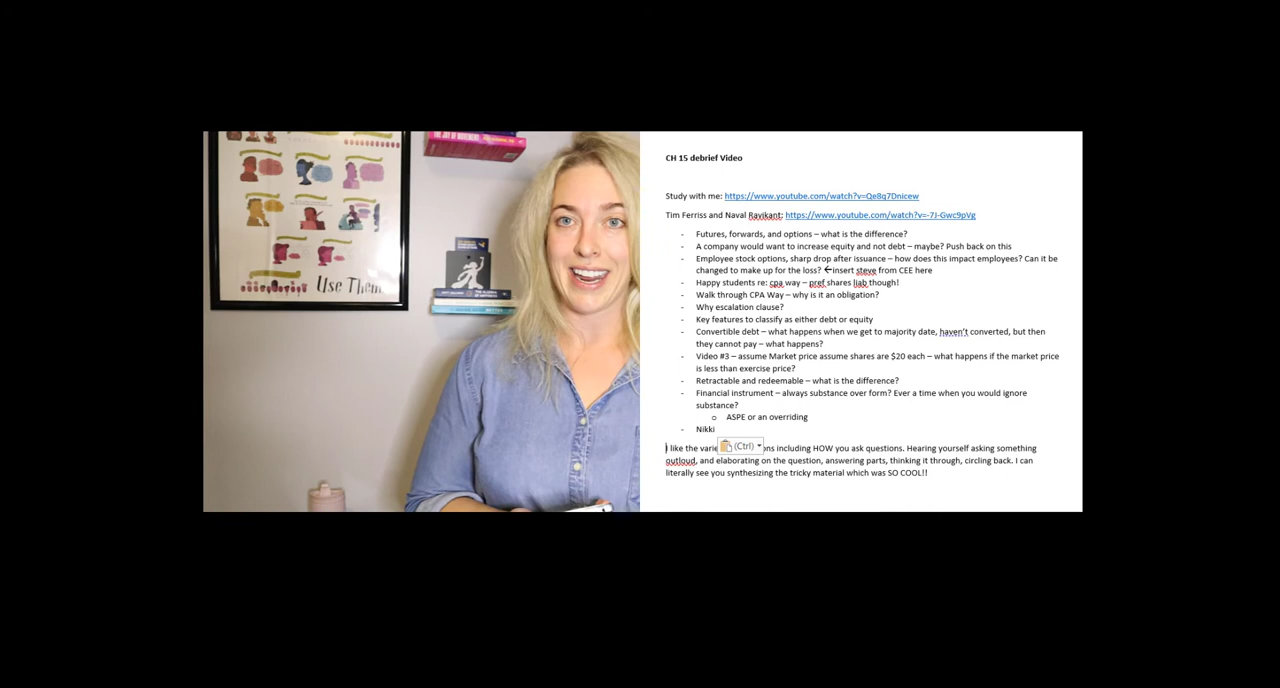 Use Them
CH 15 debrief Video
Study with me: https://www.youtube.com/watch?v=Qe8q7Dnicew
Tim Ferriss and Naval Ravikant: https://www.youtube.com/watch?v=-7J-Gwc9pVg
- Futures, forwards, and options – what is the difference?
- A company would want to increase equity and not debt – maybe? Push back on this
- Employee stock options, sharp drop after issuance – how does this impact employees? Can it be
changed to make up for the loss? ←insert steve from CEE here
- Happy students re: cpa way – pref shares liab though!
- Walk through CPA Way – why is it an obligation?
- Why escalation clause?
- Key features to classify as either debt or equity
- Convertible debt – what happens when we get to majority date, haven't converted, but then
they cannot pay – what happens?
- Video #3 – assume Market price assume shares are $20 each – what happens if the market price
is less than exercise price?
- Retractable and redeemable – what is the difference?
- Financial instrument – always substance over form? Ever a time when you would ignore
substance?
o ASPE or an overriding
- Nikki
(Ctrl)
I like the varie ons including HOW you ask questions. Hearing yourself asking something
outloud, and elaborating on the question, answering parts, thinking it through, circling back. I can
literally see you synthesizing the tricky material which was SO COOL!!